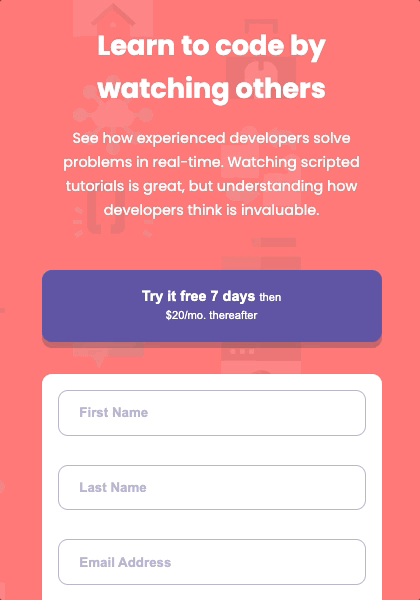 Learn to code by
watching others
See how experienced developers solve
problems in real-time. Watching scripted
tutorials is great, but understanding how
developers think is invaluable.
Try it free 7 days then
$20/mo. thereafter
First Name
Last Name
Email Address